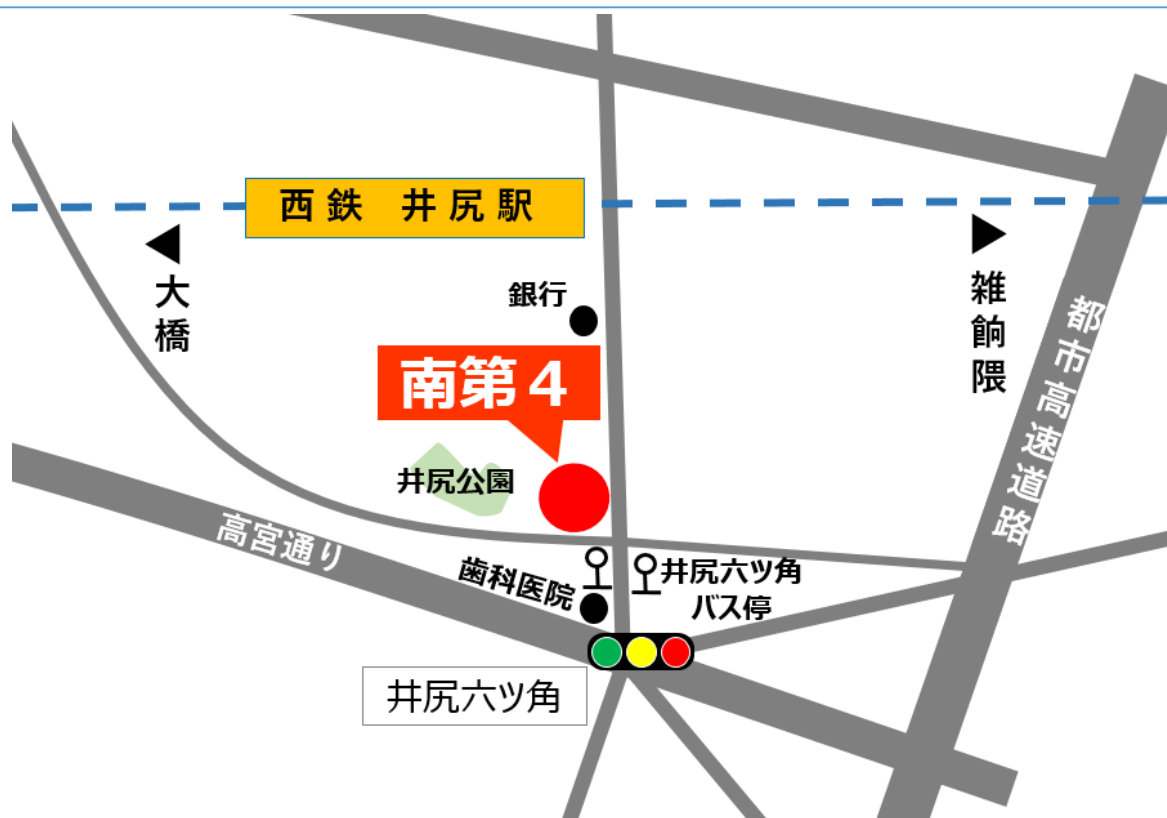 西鉄 井尻駅
大橋
雑餉隈
銀行
都市高速道路
南第4
井尻公園
高宮通り
歯科医院
井尻六ツ角
バス停
井尻六ツ角